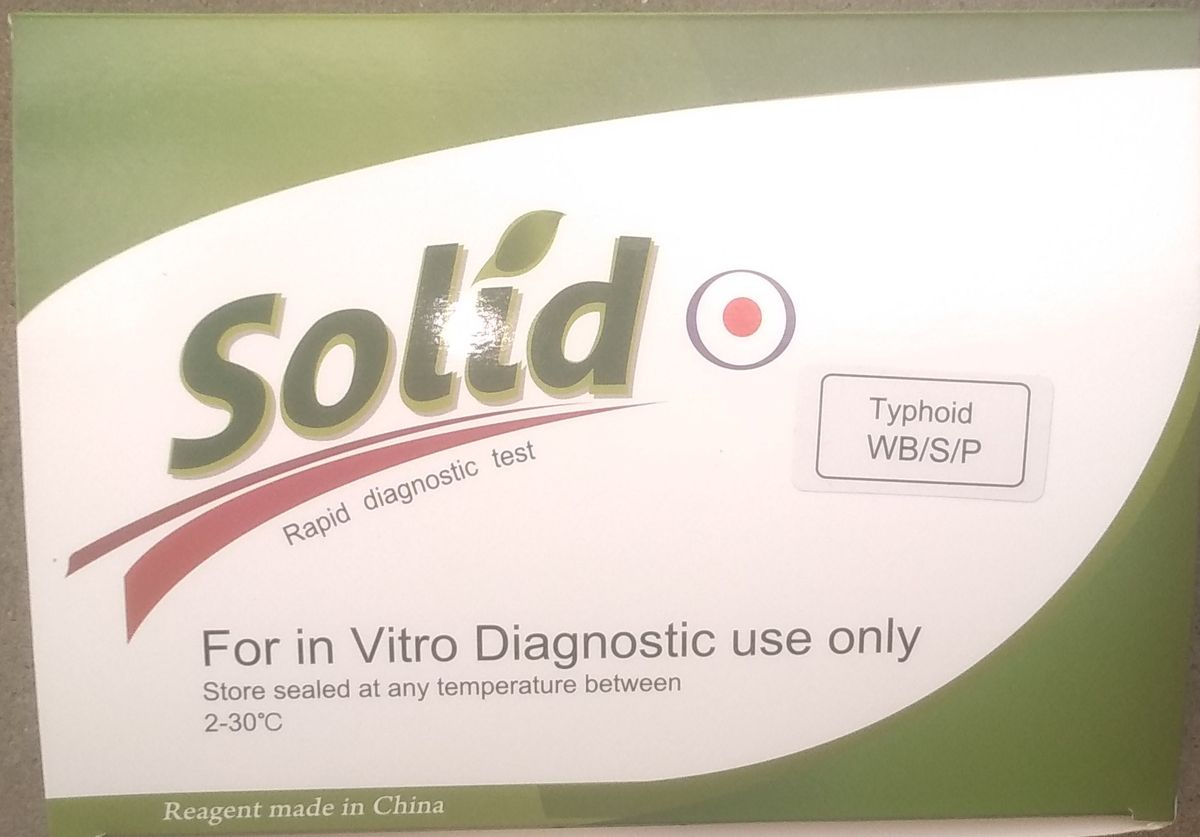 Solid
Rapid diagnostic test
Typhoid
WB/S/P
For in Vitro Diagnostic use only
Store sealed at any temperature between
2-30°C
Reagent made in China